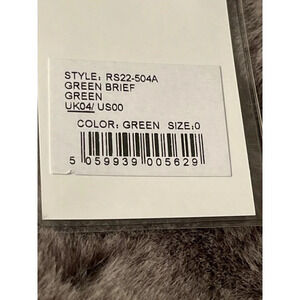 STYLE: RS22-504A
GREEN BRIEF
GREEN
UK04/ US00
COLOR: GREEN SIZE:0
5 059939 005629